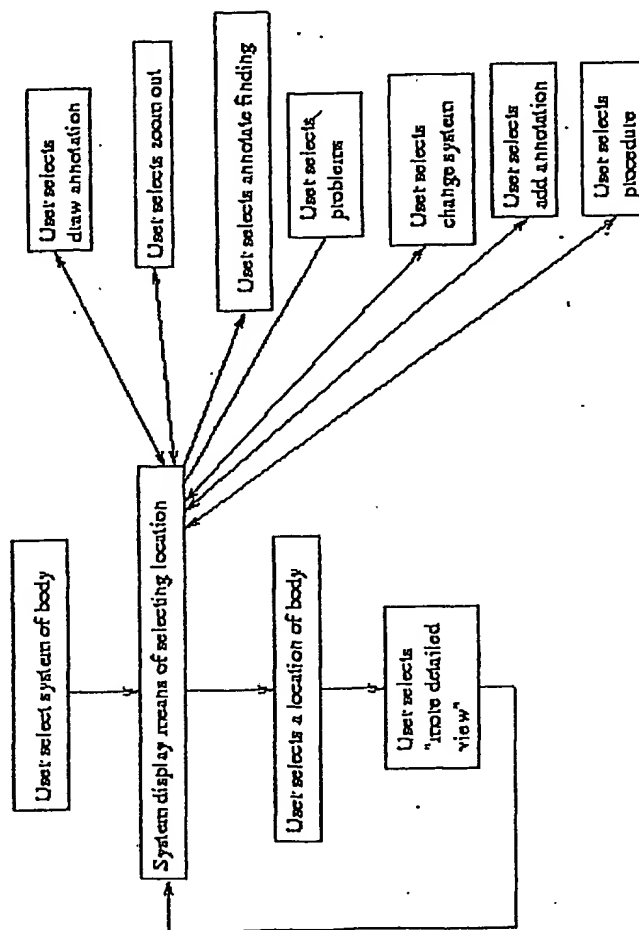 User select system of body
System display means of selecting location
User selects a location of body
User selects
"more detailed
view"
User selects
draw annotation
User selects zoom out
User selects annotate finding
User selects
problems
User selects
change system
User selects
add annotation
User selects
procedure